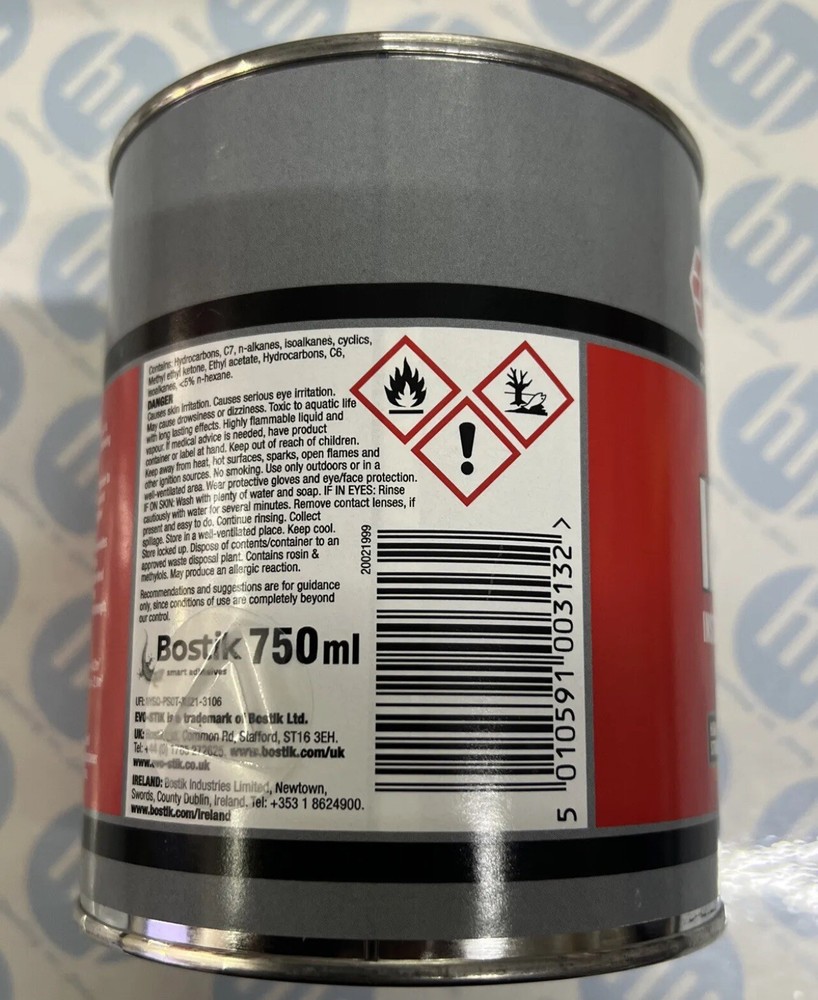 Contains: Hydrocarbons, C7, n-alkanes, isoalkanes, cyclics,
Methyl ethyl ketone, Ethyl acetate, Hydrocarbons, C6,
isoalkanes, <5% n-hexane.
DANGER
Causes skin irritation. Causes serious eye irritation.
May cause drowsiness or dizziness. Toxic to aquatic life
with long lasting effects. Highly flammable liquid and
vapour. If medical advice is needed, have product
container or label at hand. Keep out of reach of children.
Keep away from heat, hot surfaces, sparks, open flames and
other ignition sources. No smoking. Use only outdoors or in a
well-ventilated area. Wear protective gloves and eye/face protection.
IF ON SKIN: Wash with plenty of water and soap. IF IN EYES: Rinse
cautiously with water for several minutes. Remove contact lenses, if
present and easy to do. Continue rinsing. Collect
spillage. Store in a well-ventilated place. Keep cool.
Store locked up. Dispose of contents/container to an
approved waste disposal plant. Contains rosin &
methylols. May produce an allergic reaction.
Recommendations and suggestions are for guidance
only, since conditions of use are completely beyond
our control.
Bostik 750ml
smart adhesives
UFI:
EVO-STIK is a trademark of Bostik Ltd.
UK: Common Rd, Stafford, ST16 3EH.
Tel: +44 (0) 1785 272625 www.bostik.com/uk
www.evo-stik.co.uk
IRELAND: Bostik Industries Limited, Newtown,
Swords, County Dublin, Ireland. Tel: +353 1 8624900.
www.bostik.com/ireland
20021999
5 010591 003132 >
hij